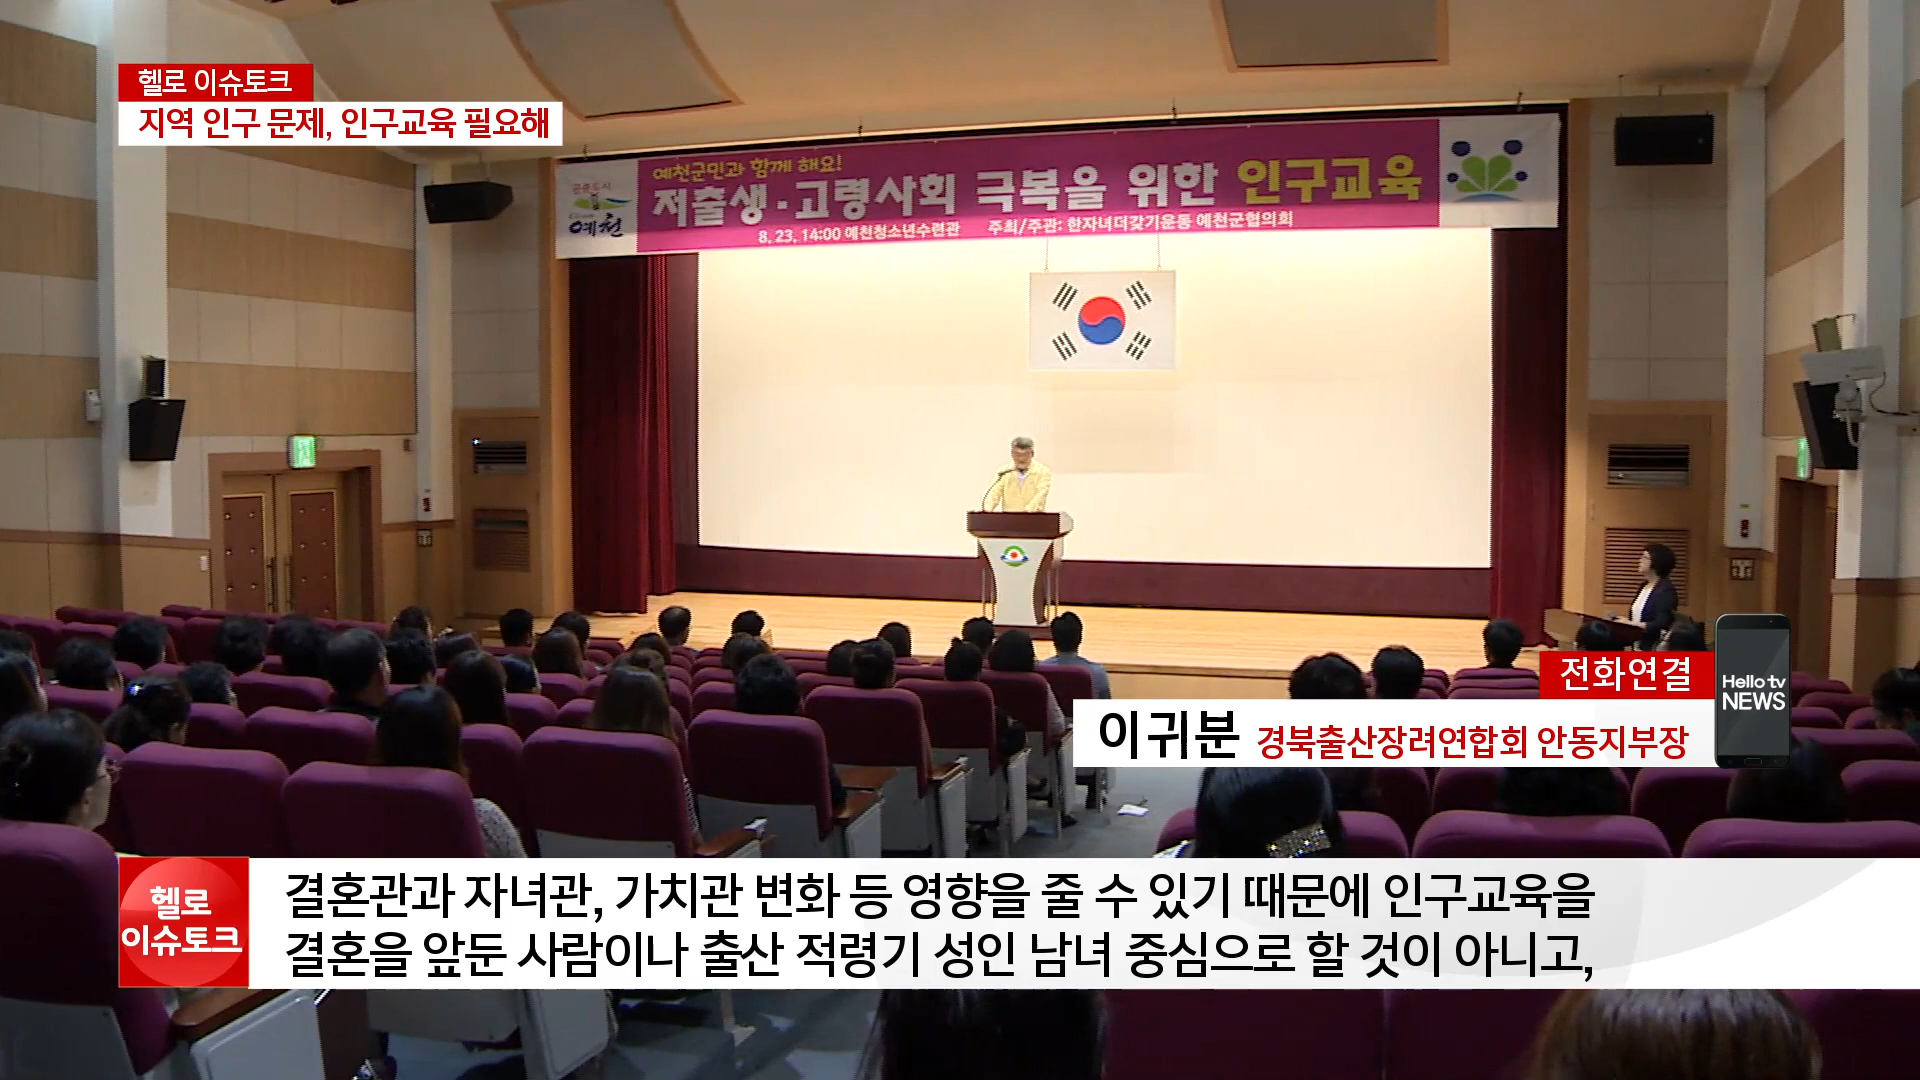 헬로 이슈토크
지역 인구 문제, 인구교육 필요해
예천군민과 함께 해요!
저출생·고령사회 극복을 위한 인구교육
8. 23. 14:00 예천청소년수련관 주최/주관: 한자녀더갖기운동 예천군협의회
예천
전화연결
이귀분 경북출산장려연합회 안동지부장
Hello tv
NEWS
헬로
이슈토크
결혼관과 자녀관, 가치관 변화 등 영향을 줄 수 있기 때문에 인구교육을
결혼을 앞둔 사람이나 출산 적령기 성인 남녀 중심으로 할 것이 아니고,